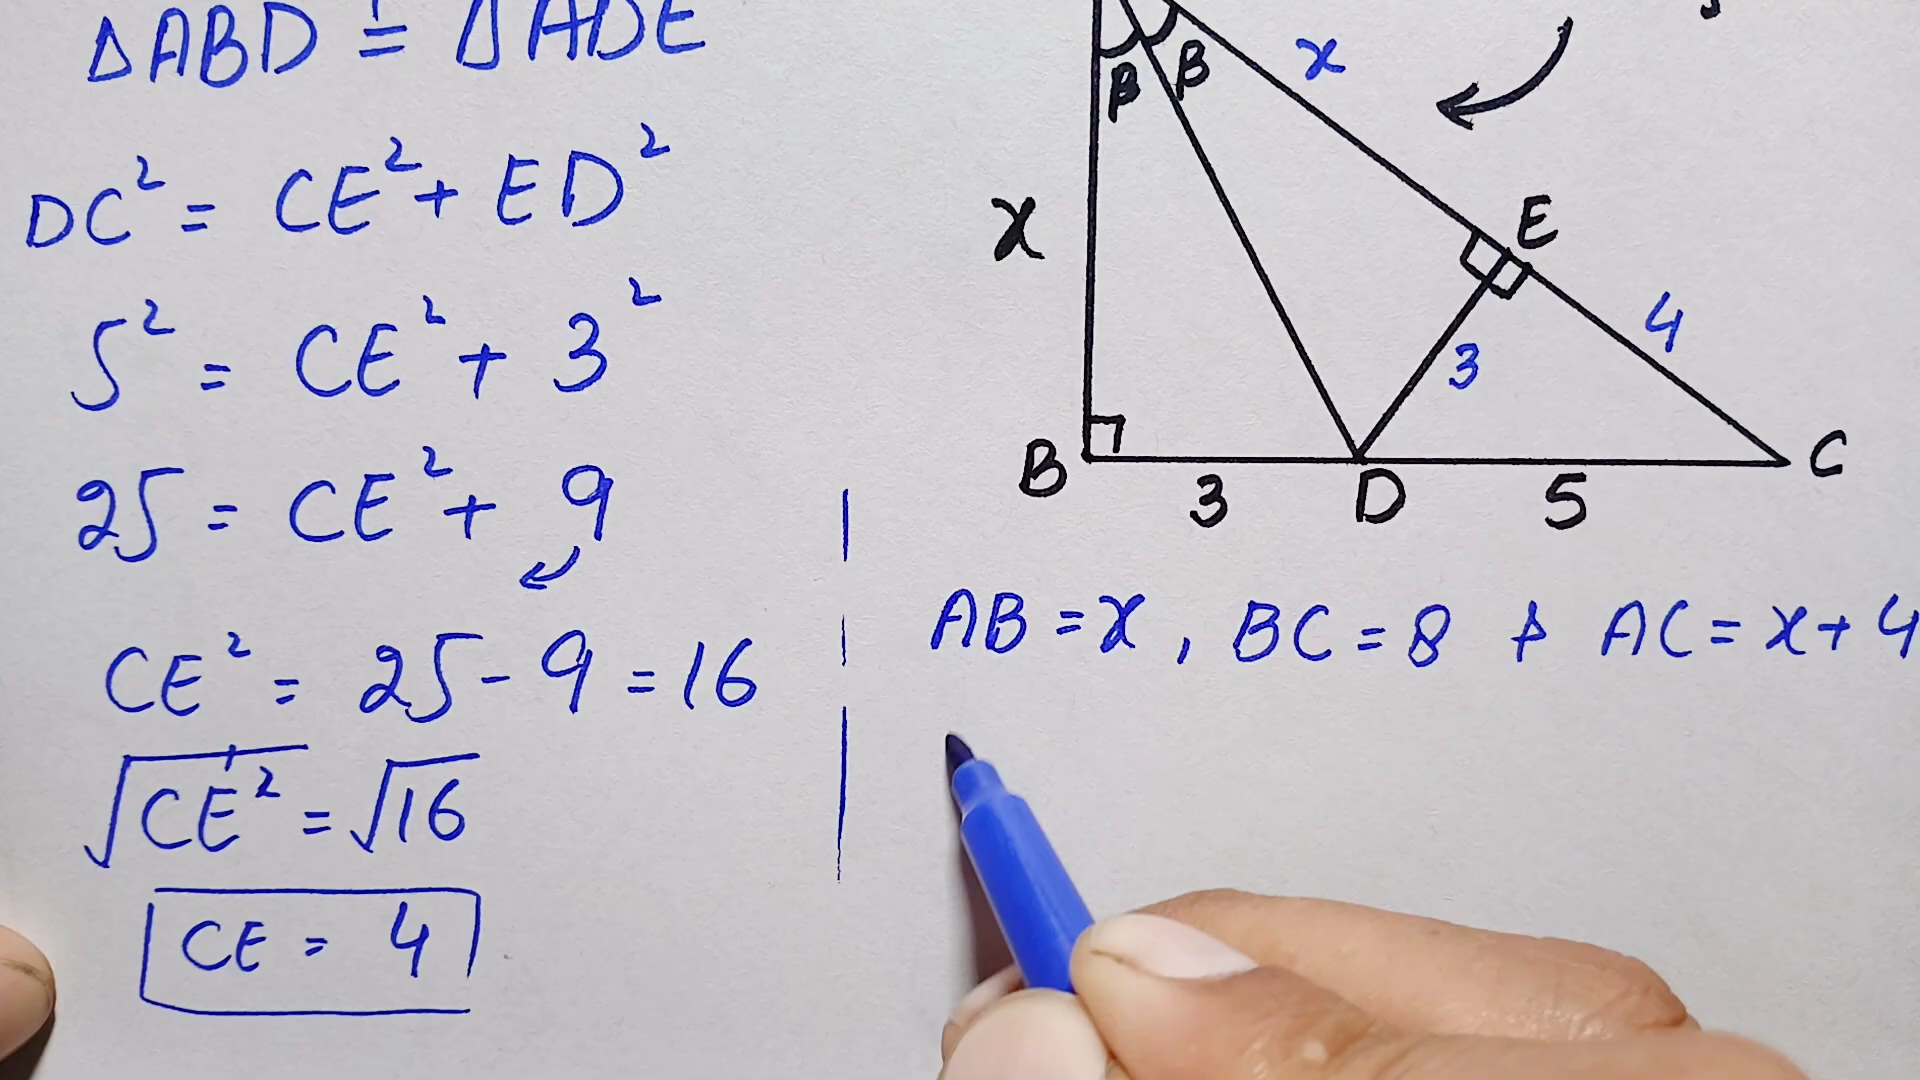 ΔABD ≅ ΔADE
DC² = CE² + ED²
5² = CE² + 3²
25 = CE² + 9
CE² = 25 - 9 = 16
√CE² = √16
CE = 4
β β x
x
E
4
3
B 3 D 5 C
AB = x, BC = 8 & AC = x + 4